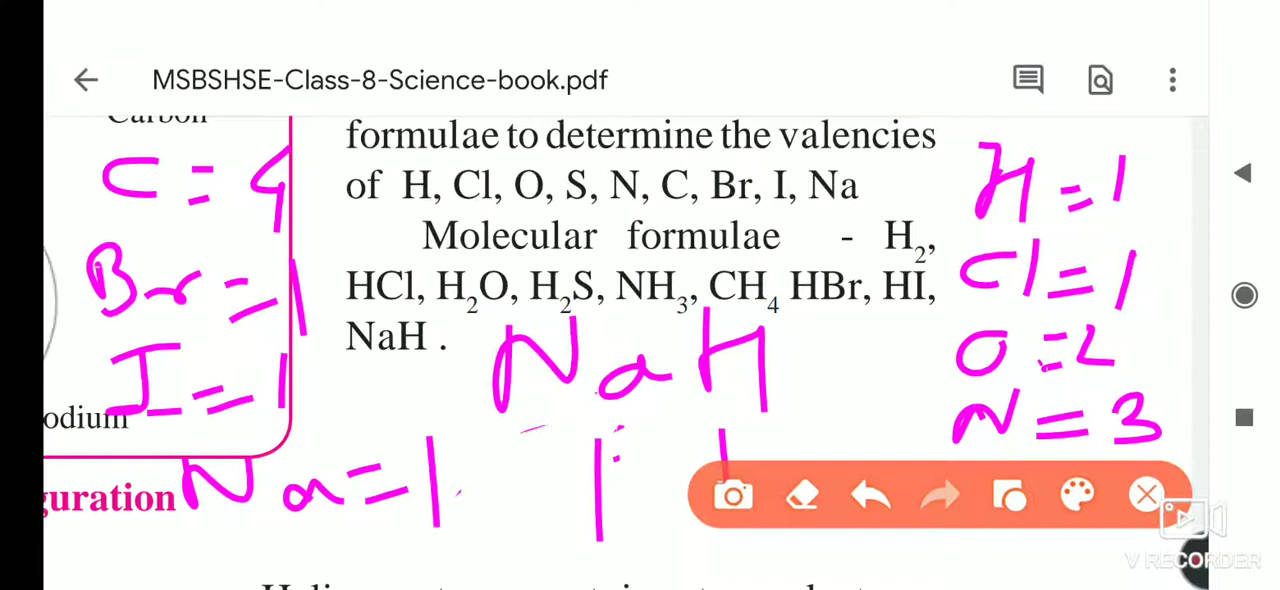 MSBSHSE-Class-8-Science-book.pdf
Carbon
formulae to determine the valencies
of H, Cl, O, S, N, C, Br, I, Na
Molecular formulae - H₂,
HCl, H₂O, H₂S, NH₃, CH₄ HBr, HI,
NaH .
C = 4
Br = 1
I = 1
Na = 1
NaH
1 1
H = 1
Cl = 1
O = 2
N = 3
odium
guration
V RECORDER